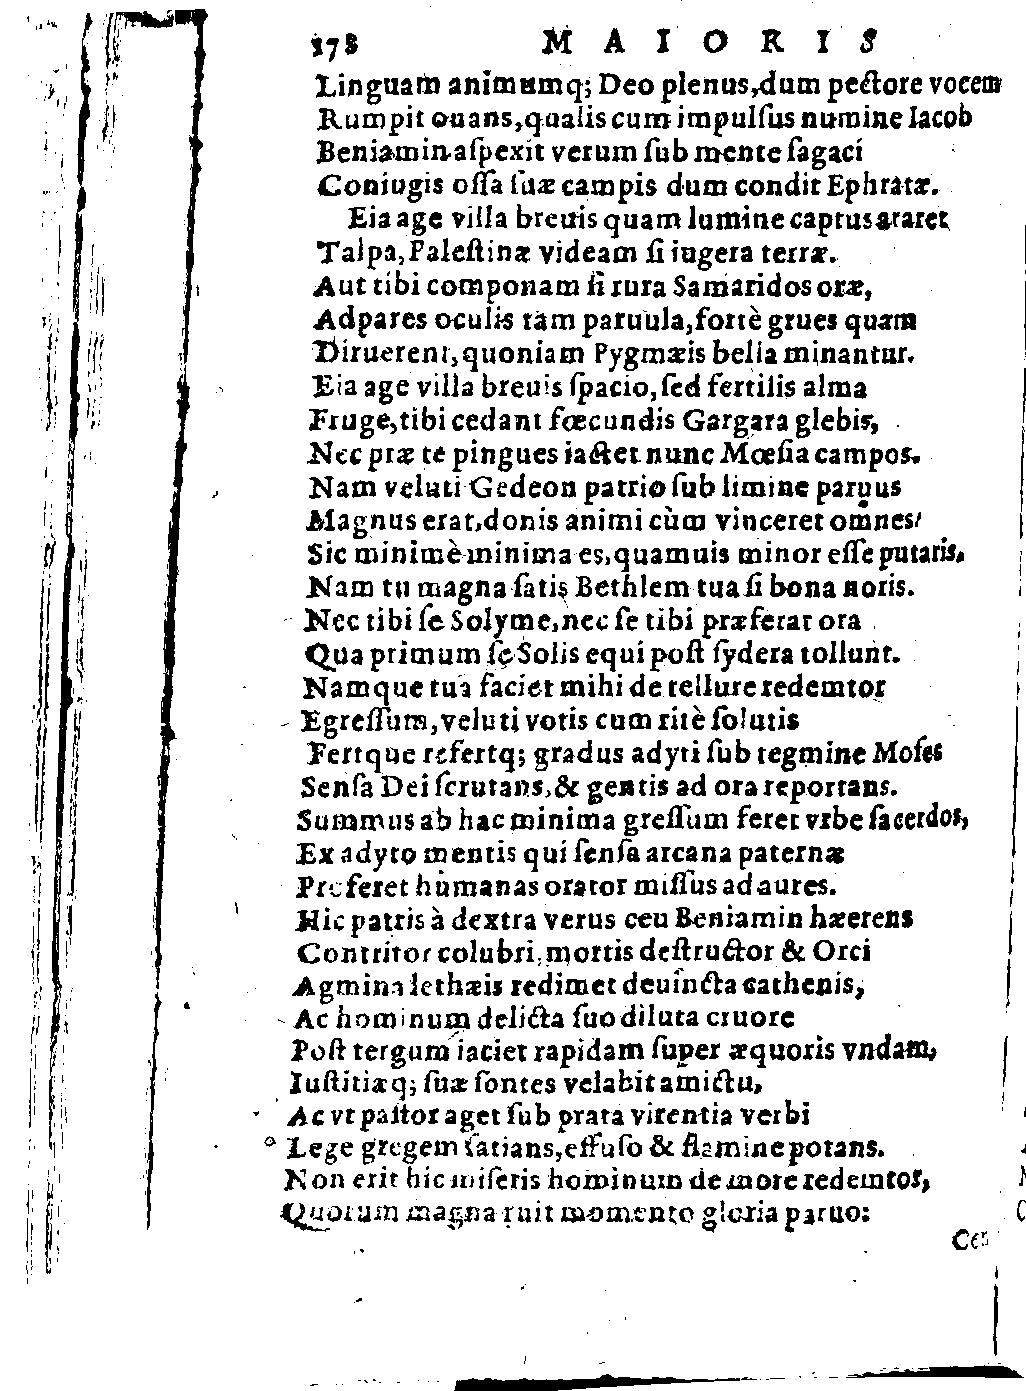 178 MAIORIS
Linguam animumq; Deo plenus, dum pectore vocem
Rumpit ouans, qualis cum impulſus numine Iacob
Beniamin aſpexit verum ſub mente ſagaci
Coniugis oſſa ſuæ campis dum condit Ephratæ.
Eia age villa breuis quam lumine captus araret
Talpa, Paleſtinæ videam ſi iugera terræ.
Aut tibi componam ſi rura Samaridos oræ,
Adpares oculis tam paruula, fortè grues quam
Diruerent, quoniam Pygmæis bella minantur.
Eia age villa breuis ſpacio, ſed fertilis alma
Fruge, tibi cedant fœcundis Gargara glebis,
Nec præ te pingues iactet nunc Mœſia campos.
Nam veluti Gedeon patrio ſub limine paruus
Magnus erat, donis animi cùm vinceret omnes,
Sic minimè minima es, quamuis minor eſſe putaris.
Nam tu magna ſatis Bethlem tua ſi bona noris.
Nec tibi ſe Solyme, nec ſe tibi præferat ora
Qua primum ſe Solis equi poſt ſydera tollunt.
Namque tua faciet mihi de tellure redemtor
Egreſſum, veluti votis cum ritè ſolutis
Fertque refertq; gradus adyti ſub tegmine Moſes
Senſa Dei ſcrutans, & gentis ad ora reportans.
Summus ab hac minima greſſum feret vrbe ſacerdos,
Ex adyto mentis qui ſenſa arcana paternæ
Proferet humanas orator miſſus ad aures.
Hic patris à dextra verus ceu Beniamin hæerens
Contritor colubri, mortis deſtructor & Orci
Agmina lethæis redimet deuincta cathenis,
Ac hominum delicta ſuo diluta cruore
Poſt tergum iaciet rapidam ſuper æquoris vndam,
Iuſtitiæq; ſuæ ſontes velabit amictu,
Ac vt paſtor aget ſub prata virentia verbi
Lege gregem ſatians, effuſo & flamine potans.
Non erit hic miſeris hominum de more redemtor,
Quorum magna ruit momento gloria paruo: